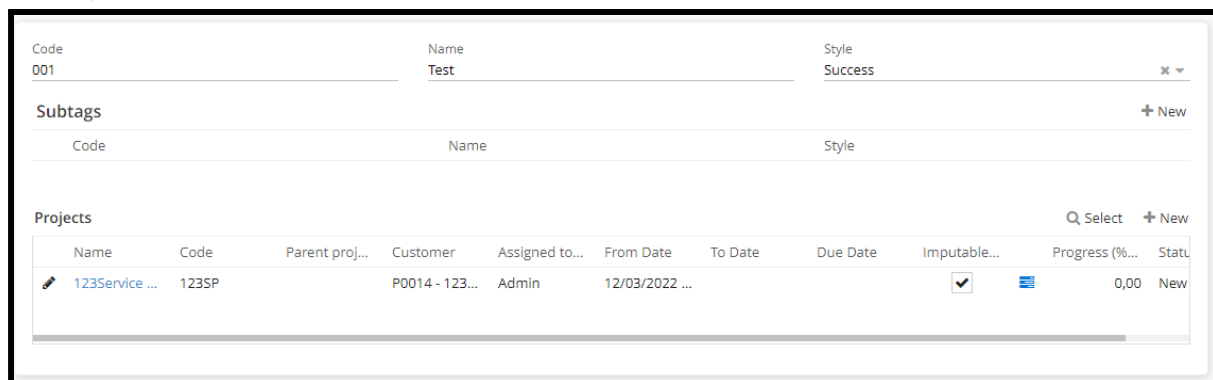 Code Name Style
001 Test Success
Subtags New
Code Name Style
Projects Select New
Name Code Parent proj... Customer Assigned to... From Date To Date Due Date Imputable... Progress (%... Statu
123Service ... 123SP P0014 - 123... Admin 12/03/2022 ... 0,00 New